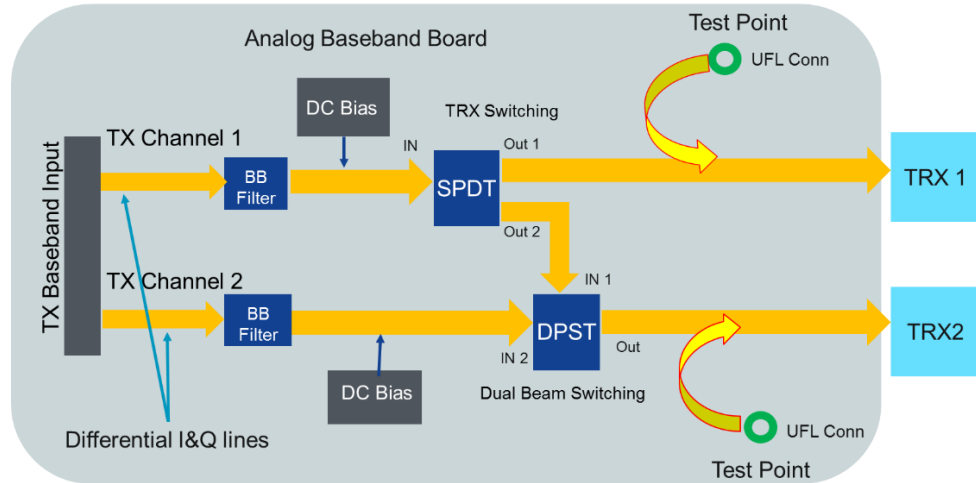 Analog Baseband Board
Test Point
UFL Conn
DC Bias
TRX Switching
TX Channel 1
IN
Out 1
BB
Filter
SPDT
TRX 1
Out 2
TX Baseband Input
TX Channel 2
IN 1
BB
Filter
DPST
TRX2
IN 2
Out
DC Bias
Dual Beam Switching
Differential I&Q lines
UFL Conn
Test Point